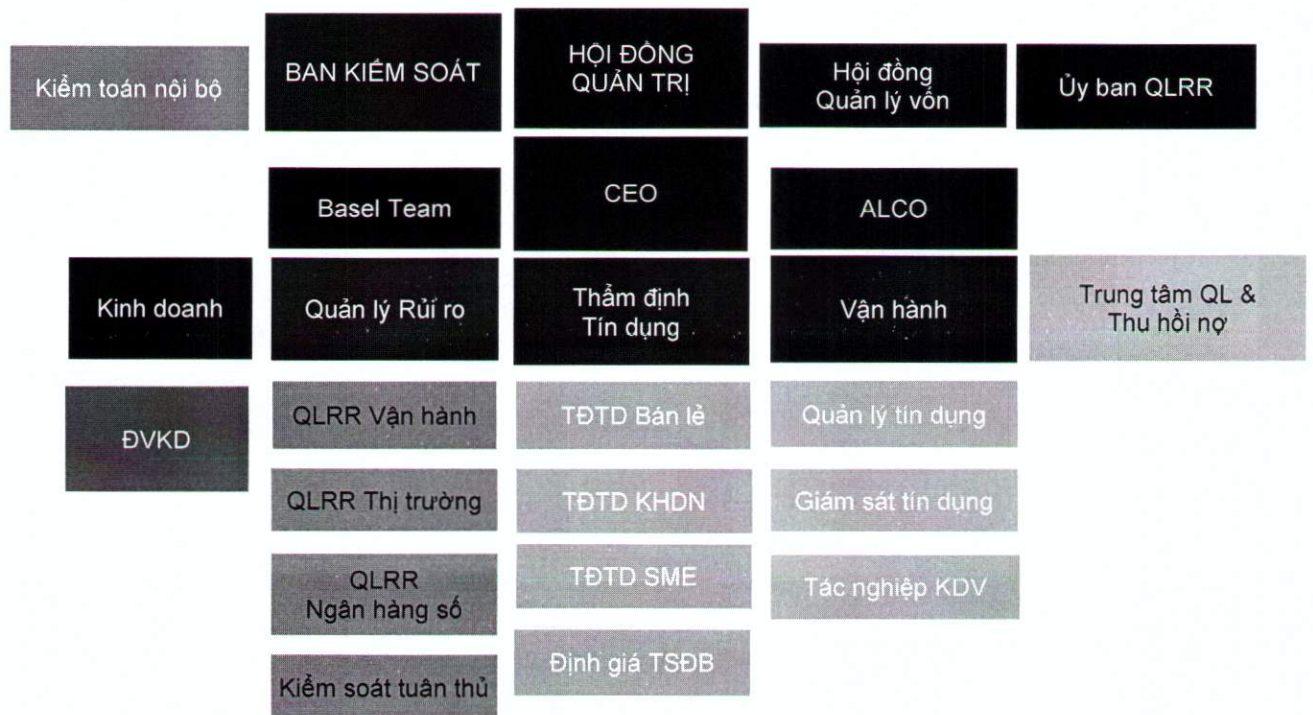 Kiểm toán nội bộ
BAN KIỂM SOÁT
HỘI ĐỒNG
QUẢN TRỊ
Hội đồng
Quản lý vốn
Ủy ban QLRR
Basel Team
CEO
ALCO
Kinh doanh
Quản lý Rủi ro
Thẩm định
Tín dụng
Vận hành
Trung tâm QL &
Thu hồi nợ
ĐVKD
QLRR Vận hành
TĐTD Bán lẻ
Quản lý tín dụng
QLRR Thị trường
TĐTD KHDN
Giám sát tín dụng
QLRR
Ngân hàng số
TĐTD SME
Tác nghiệp KDV
Kiểm soát tuân thủ
Định giá TSĐB